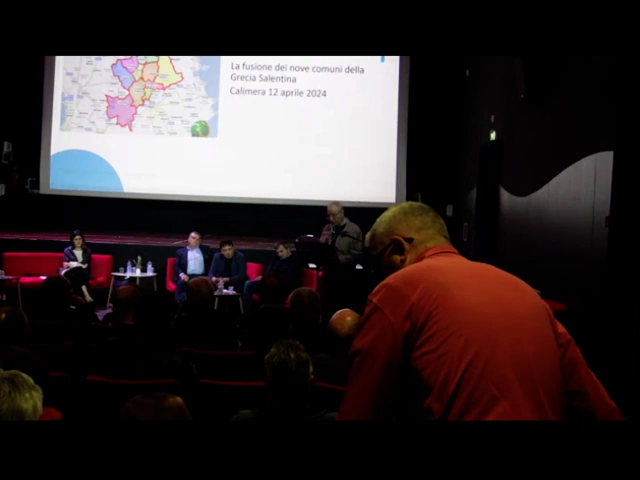 La fusione dei nove comuni della
Grecia Salentina
Calimera 12 aprile 2024